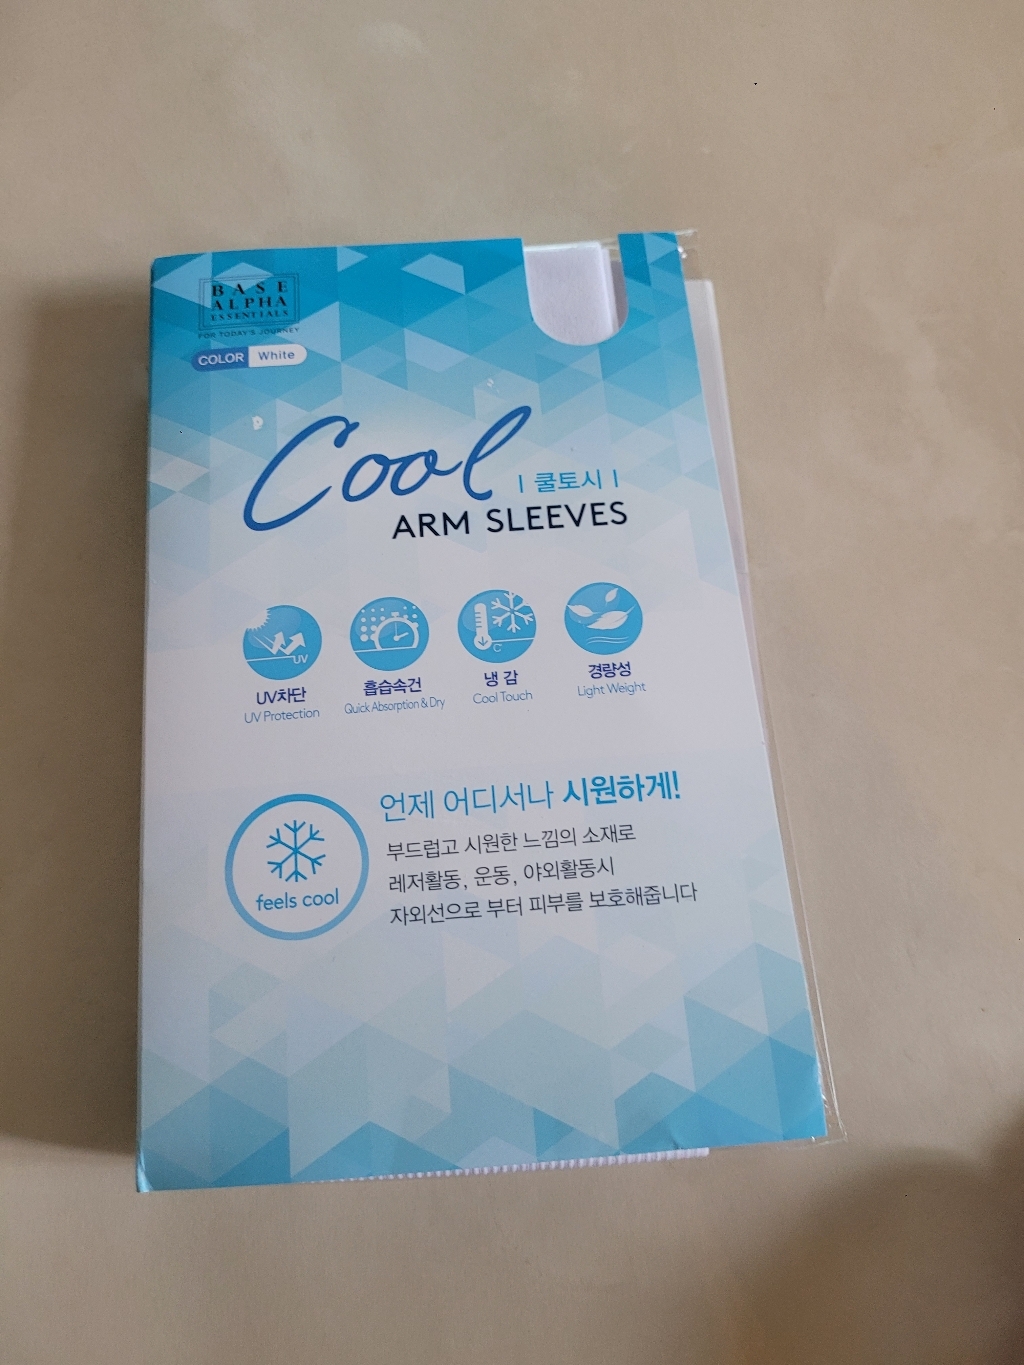 BASE
ALPHA
ESSENTIALS
FOR TODAY'S JOURNEY
COLOR White
Cool
| 쿨토시 |
ARM SLEEVES
UV
UV차단
UV Protection
흡습속건
Quick Absorption & Dry
°C
냉 감
Cool Touch
경량성
Light Weight
언제 어디서나 시원하게!
부드럽고 시원한 느낌의 소재로
레저활동, 운동, 야외활동시
자외선으로 부터 피부를 보호해줍니다
feels cool